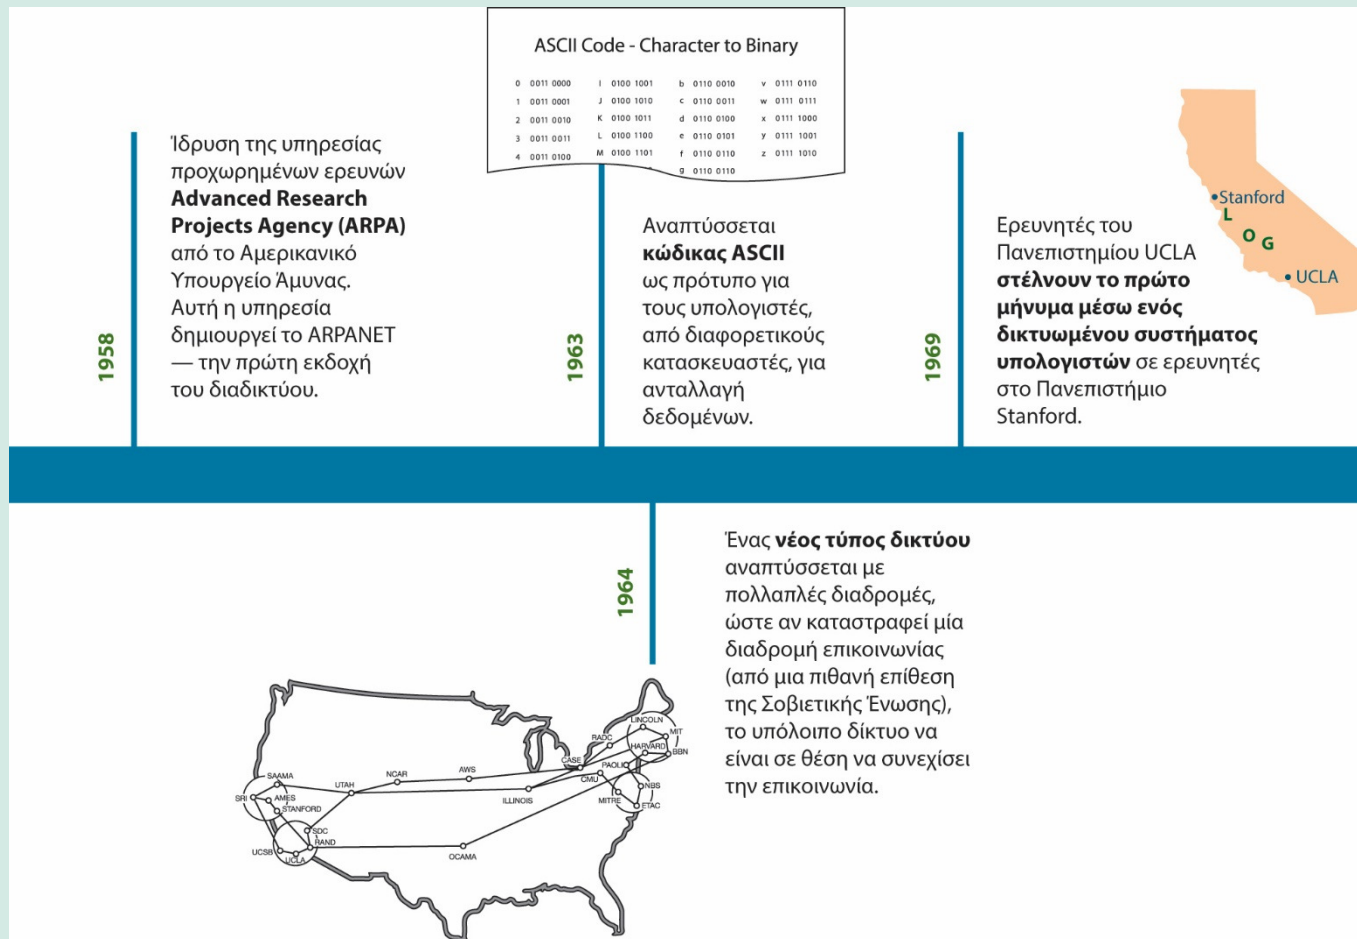 ASCII Code - Character to Binary
0 0011 0000 I 0100 1001 b 0110 0010 v 0111 0110
1 0011 0001 J 0100 1010 c 0110 0011 w 0111 0111
2 0011 0010 K 0100 1011 d 0110 0100 x 0111 1000
3 0011 0011 L 0100 1100 e 0110 0101 y 0111 1001
4 0011 0100 M 0100 1101 f 0110 0110 z 0111 1010
g 0110 0110
1958
Ίδρυση της υπηρεσίας
προχωρημένων ερευνών
Advanced Research
Projects Agency (ARPA)
από το Αμερικανικό
Υπουργείο Άμυνας.
Αυτή η υπηρεσία
δημιουργεί το ARPANET
— την πρώτη εκδοχή
του διαδικτύου.
1963
Αναπτύσσεται
κώδικας ASCII
ως πρότυπο για
τους υπολογιστές,
από διαφορετικούς
κατασκευαστές, για
ανταλλαγή
δεδομένων.
1969
Ερευνητές του
Πανεπιστημίου UCLA
στέλνουν το πρώτο
μήνυμα μέσω ενός
δικτυωμένου συστήματος
υπολογιστών σε ερευνητές
στο Πανεπιστήμιο
Stanford.
Stanford
L
O G
UCLA
1964
Ένας νέος τύπος δικτύου
αναπτύσσεται με
πολλαπλές διαδρομές,
ώστε αν καταστραφεί μία
διαδρομή επικοινωνίας
(από μια πιθανή επίθεση
της Σοβιετικής Ένωσης),
το υπόλοιπο δίκτυο να
είναι σε θέση να συνεχίσει
την επικοινωνία.
LINCOLN
MIT
RADC
HARVARD
BBN
CASE
PAOLI
AWS
NCAR
CMU
SAAMA
UTAH
NBS
SRI
AMES
ILLINOIS
MITRE
ETAC
STANFORD
SDC
RAND
UCSB
UCLA
OCAMA